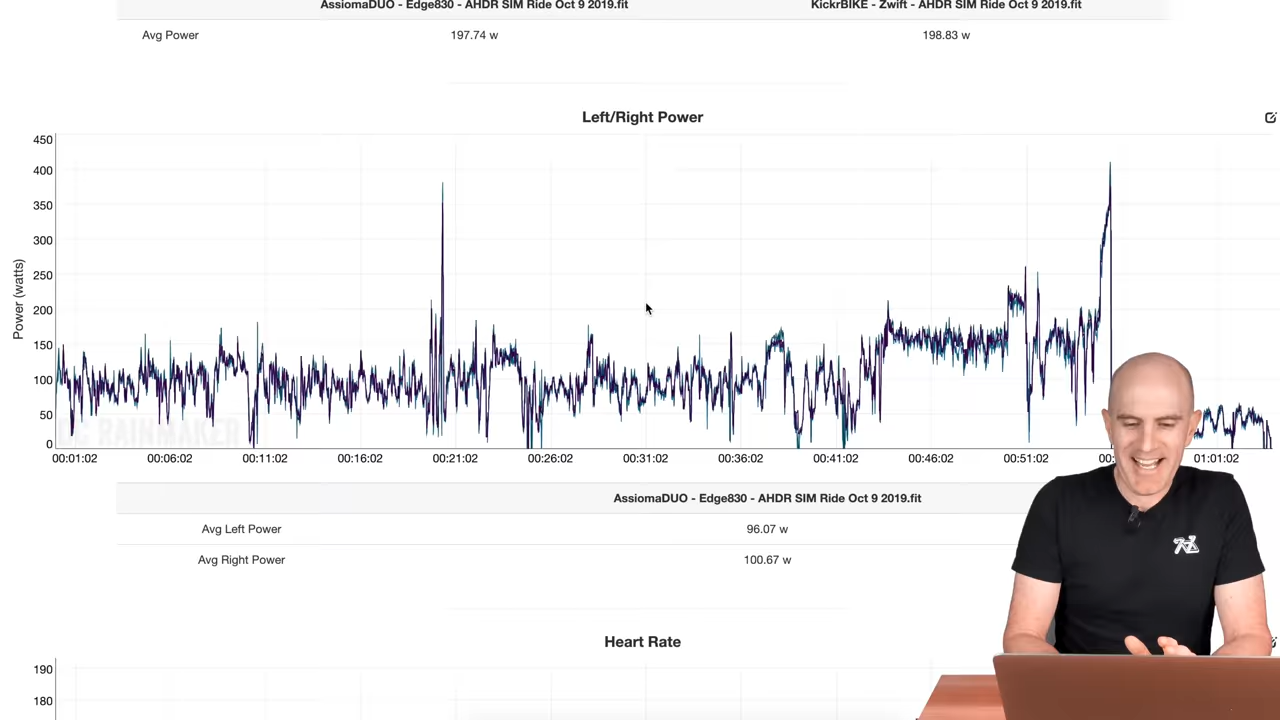 AssiomaDUO - Edge830 - AHDR SIM Ride Oct 9 2019.fit KickrBIKE - Zwift - AHDR SIM Ride Oct 9 2019.fit
Avg Power 197.74 w 198.83 w
Left/Right Power
450
400
350
300
250
200
150
100
50
0
Power (watts)
DC RAINMAKER
00:01:02 00:06:02 00:11:02 00:16:02 00:21:02 00:26:02 00:31:02 00:36:02 00:41:02 00:46:02 00:51:02 01:01:02
AssiomaDUO - Edge830 - AHDR SIM Ride Oct 9 2019.fit
Avg Left Power 96.07 w
Avg Right Power 100.67 w
Heart Rate
190
180